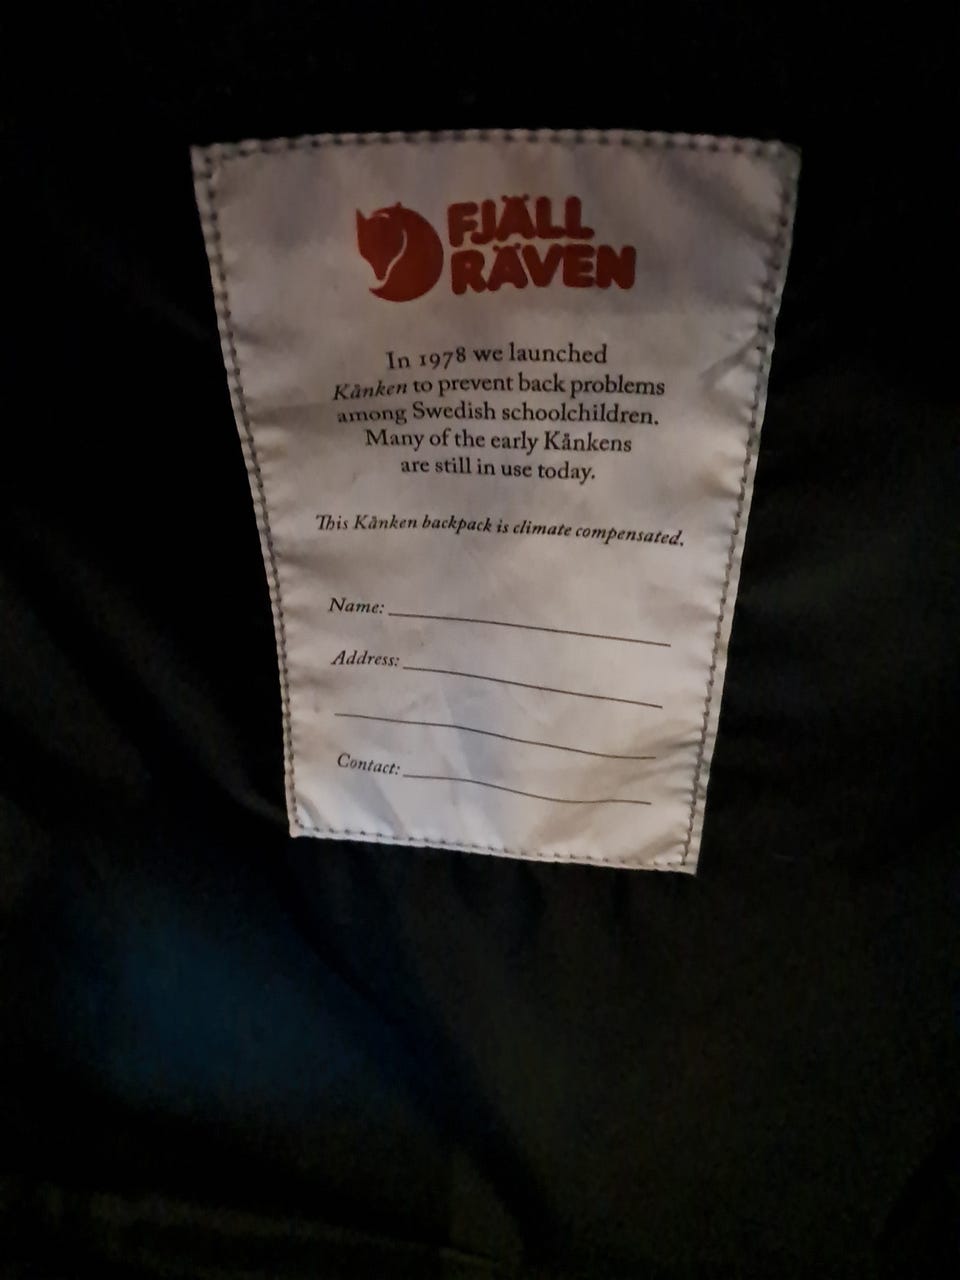 FJÄLL
RÄVEN
In 1978 we launched
Kånken to prevent back problems
among Swedish schoolchildren.
Many of the early Kånkens
are still in use today.
This Kånken backpack is climate compensated.
Name:
Address:
Contact: